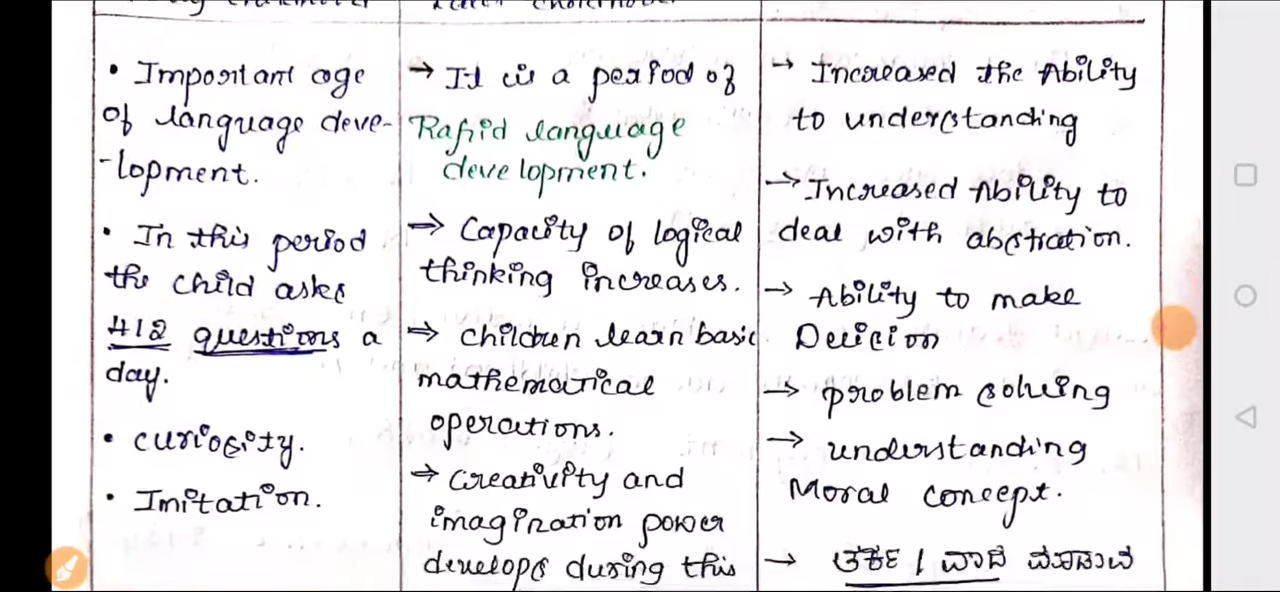 • Important age
of language deve-
-lopment.
• In this period
the child asks
412 questions a
day.
• curiosity.
• Imitation.
→ It is a period of
Rapid language
development.
⇒ Capacity of logical
thinking increases.
⇒ children learn basic
mathematical
operations.
⇒ Creativity and
imagination power
develops during this
→ Increased the Ability
to understanding
→ Increased Ability to
deal with abstration.
→ Ability to make
Decision
→ problem solving
→ understanding
Moral concept.
→ ತರ್ಕ / ವಾದ ಮಾಡುವ